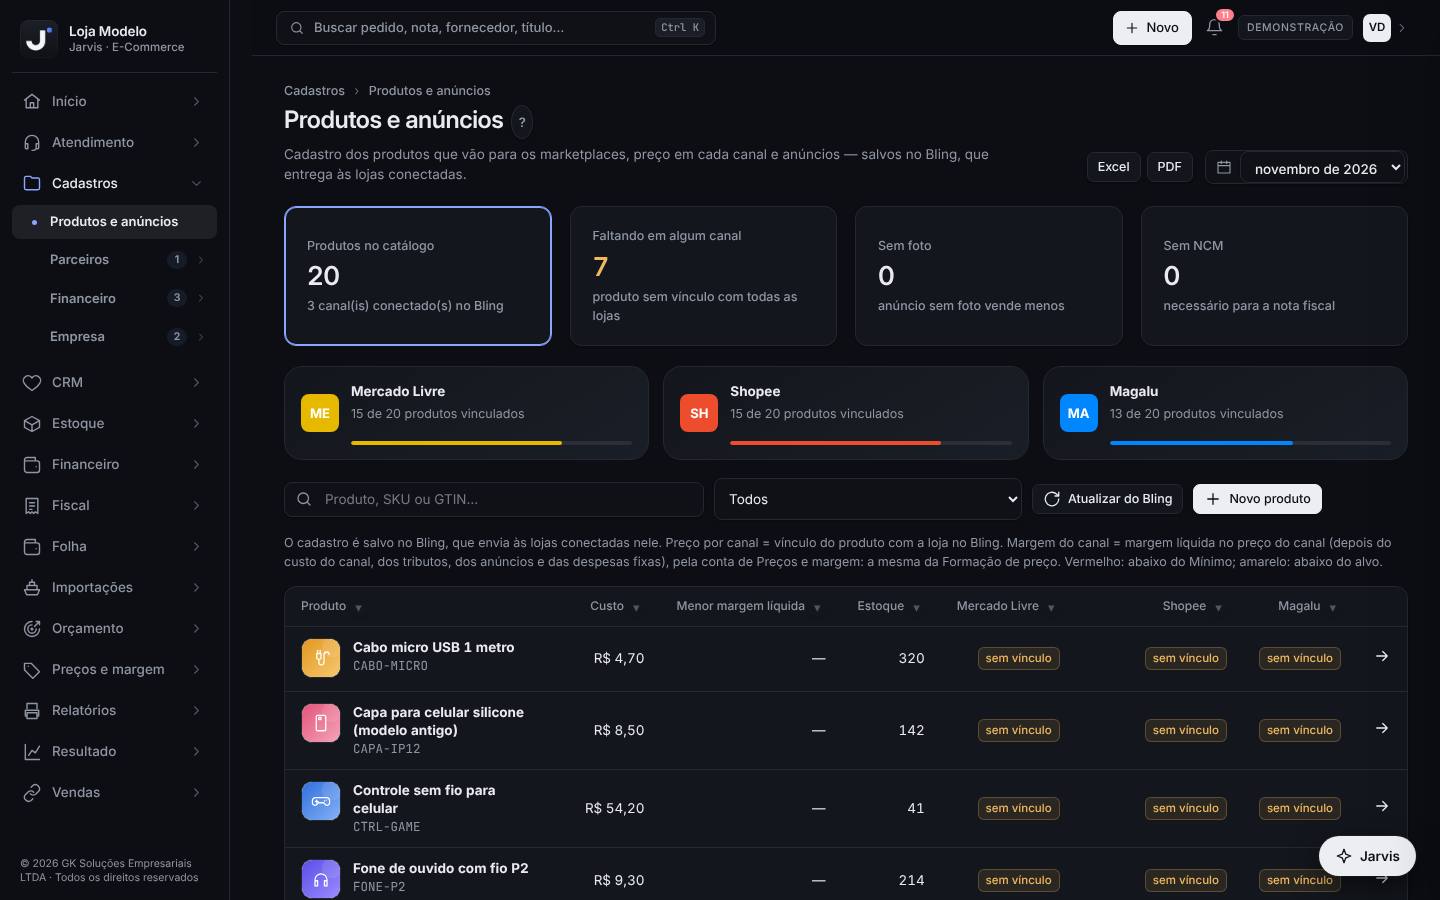 Loja Modelo
Jarvis · E-Commerce
Início
Atendimento
Cadastros
Produtos e anúncios
Parceiros 1
Financeiro 3
Empresa 2
CRM
Estoque
Financeiro
Fiscal
Folha
Importações
Orçamento
Preços e margem
Relatórios
Resultado
Vendas
© 2026 GK Soluções Empresariais
LTDA · Todos os direitos reservados
Buscar pedido, nota, fornecedor, título... Ctrl K
Novo
11
DEMONSTRAÇÃO
VD
Cadastros › Produtos e anúncios
Produtos e anúncios ?
Cadastro dos produtos que vão para os marketplaces, preço em cada canal e anúncios — salvos no Bling, que
entrega às lojas conectadas.
Excel PDF novembro de 2026
Produtos no catálogo
20
3 canal(is) conectado(s) no Bling
Faltando em algum canal
7
produto sem vínculo com todas as
lojas
Sem foto
0
anúncio sem foto vende menos
Sem NCM
0
necessário para a nota fiscal
ME
Mercado Livre
15 de 20 produtos vinculados
SH
Shopee
15 de 20 produtos vinculados
MA
Magalu
13 de 20 produtos vinculados
Produto, SKU ou GTIN...
Todos
Atualizar do Bling
Novo produto
O cadastro é salvo no Bling, que envia às lojas conectadas nele. Preço por canal = vínculo do produto com a loja no Bling. Margem do canal = margem líquida no preço do canal (depois do
custo do canal, dos tributos, dos anúncios e das despesas fixas), pela conta de Preços e margem: a mesma da Formação de preço. Vermelho: abaixo do Mínimo; amarelo: abaixo do alvo.
Produto Custo Menor margem líquida Estoque Mercado Livre Shopee Magalu
Cabo micro USB 1 metro
CABO-MICRO
R$ 4,70 — 320 sem vínculo sem vínculo sem vínculo
Capa para celular silicone
(modelo antigo)
CAPA-IP12
R$ 8,50 — 142 sem vínculo sem vínculo sem vínculo
Controle sem fio para
celular
CTRL-GAME
R$ 54,20 — 41 sem vínculo sem vínculo sem vínculo
Fone de ouvido com fio P2
FONE-P2
R$ 9,30 — 214 sem vínculo sem vínculo sem vínculo
Jarvis